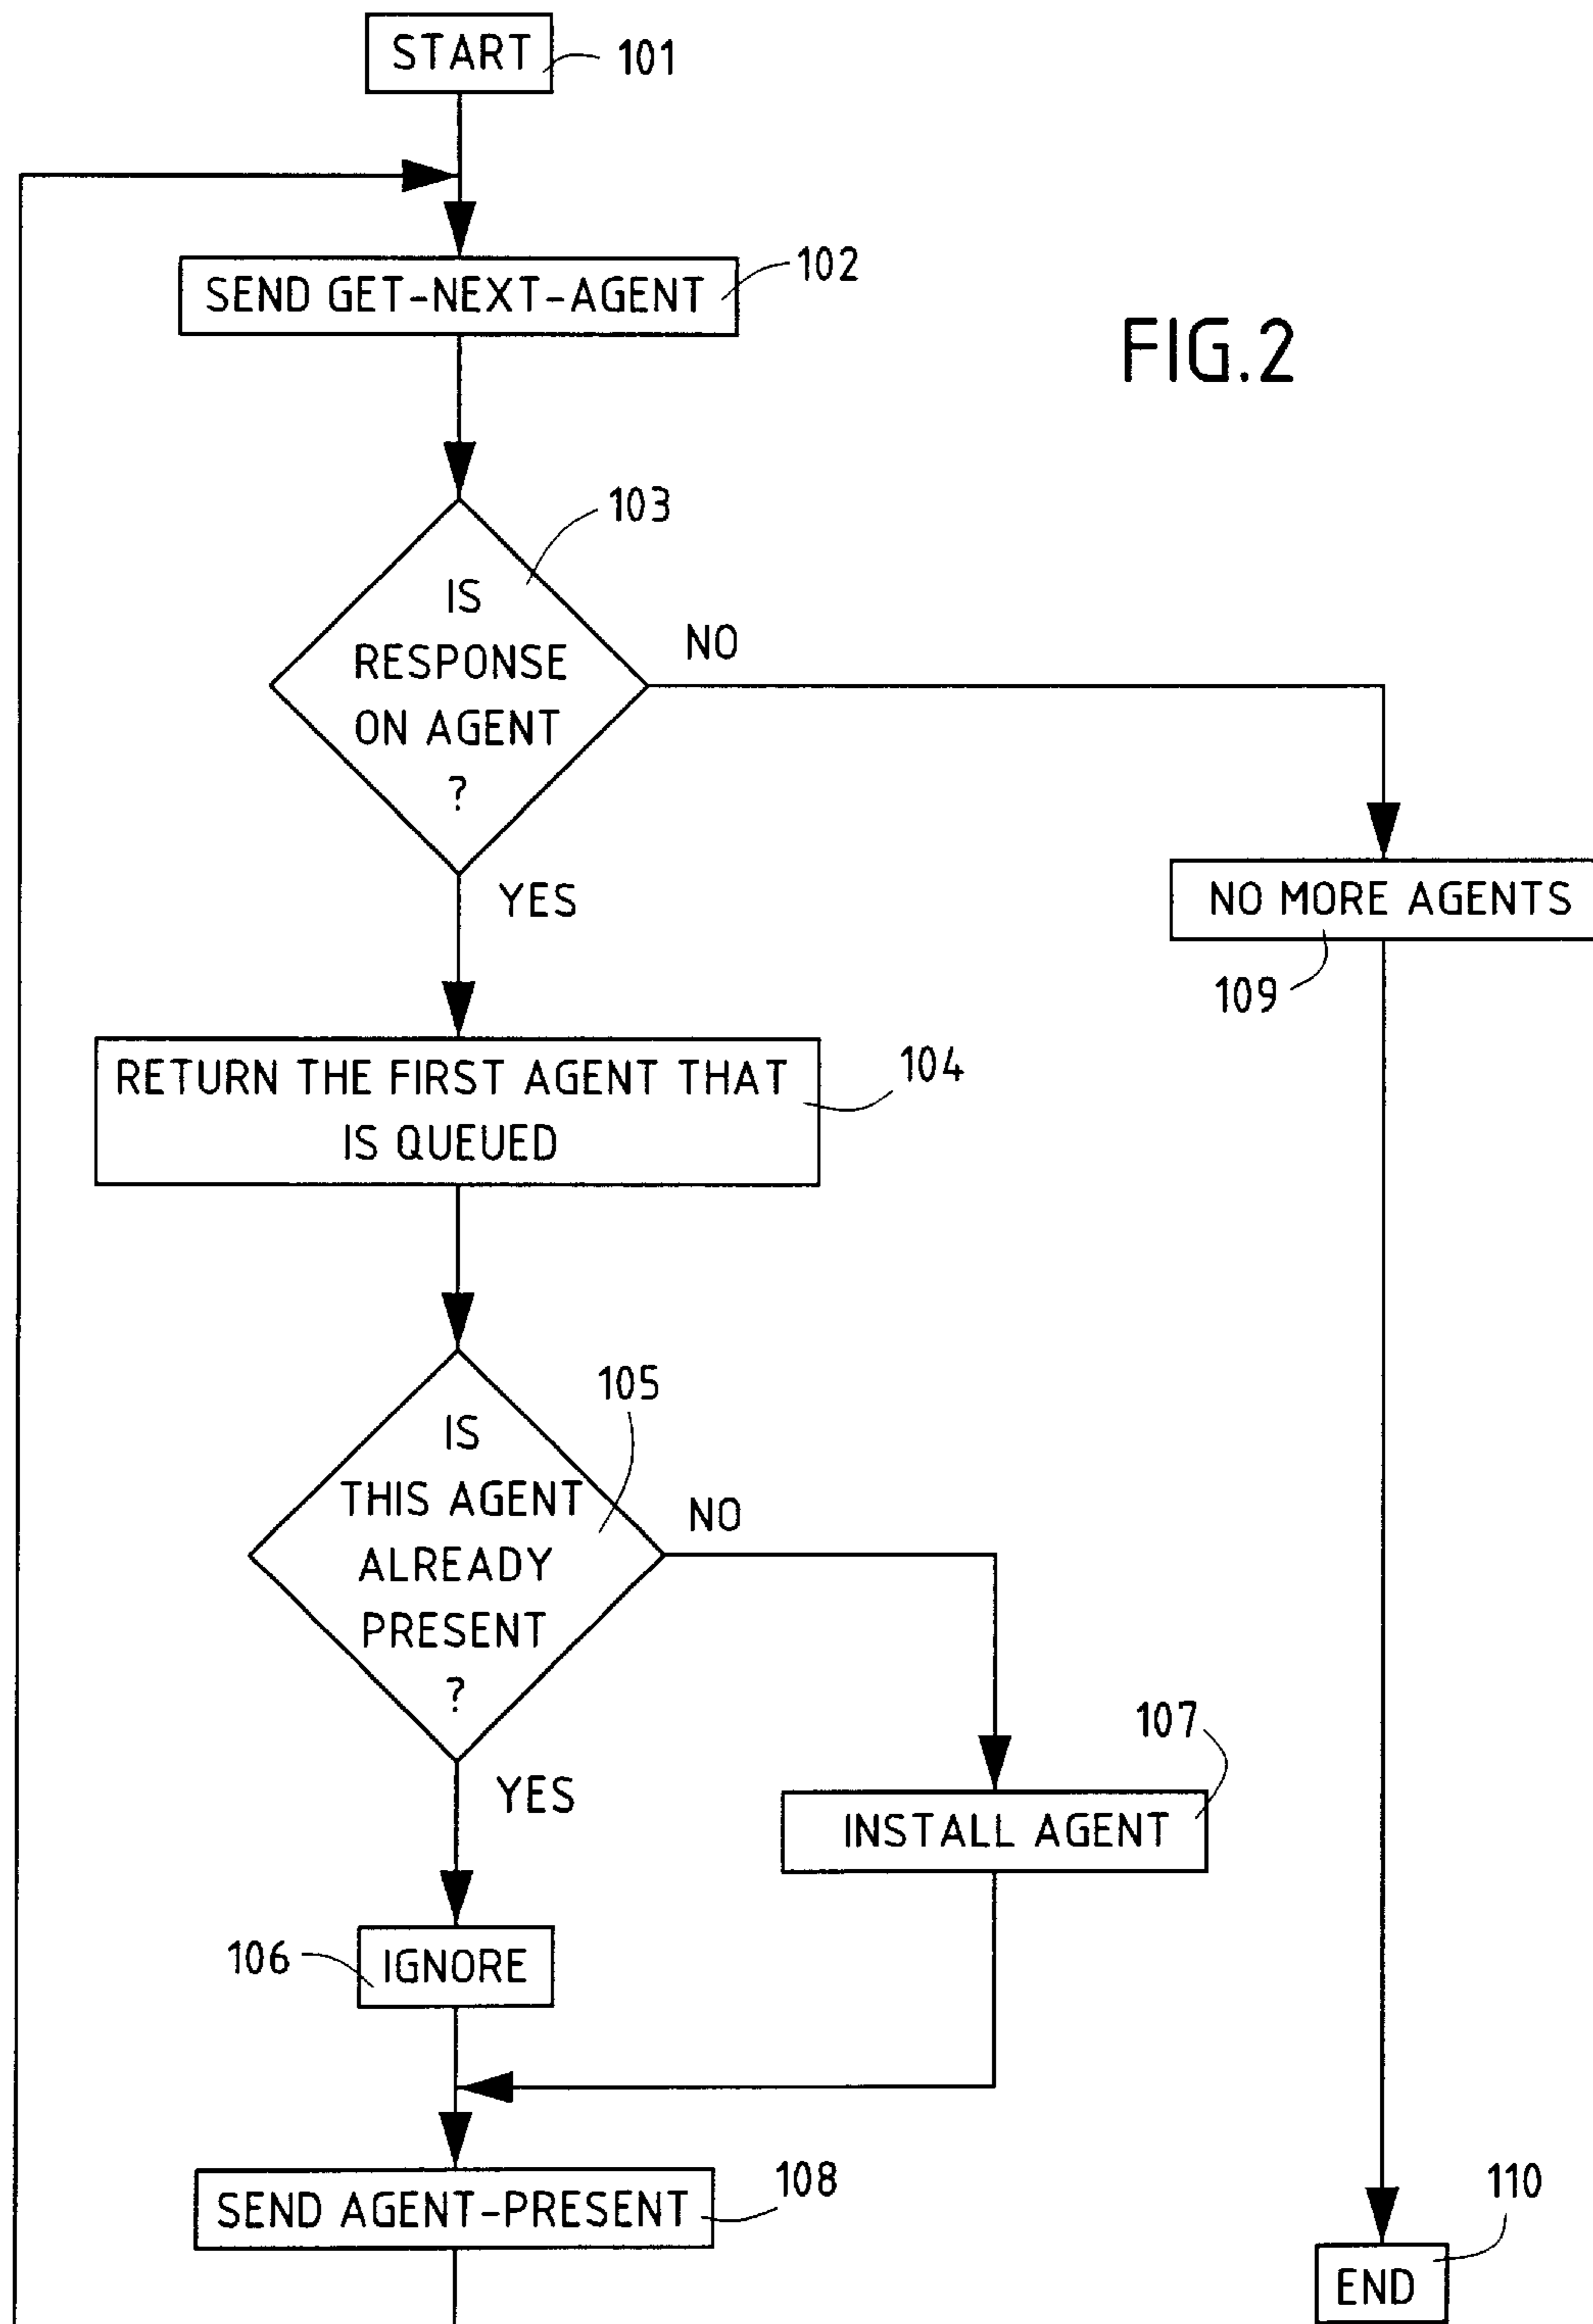 START
101
SEND GET-NEXT-AGENT
102
FIG.2
103
IS
RESPONSE
ON AGENT
?
NO
YES
NO MORE AGENTS
109
RETURN THE FIRST AGENT THAT
IS QUEUED
104
105
IS
THIS AGENT
ALREADY
PRESENT
?
NO
YES
107
INSTALL AGENT
106
IGNORE
108
SEND AGENT-PRESENT
110
END